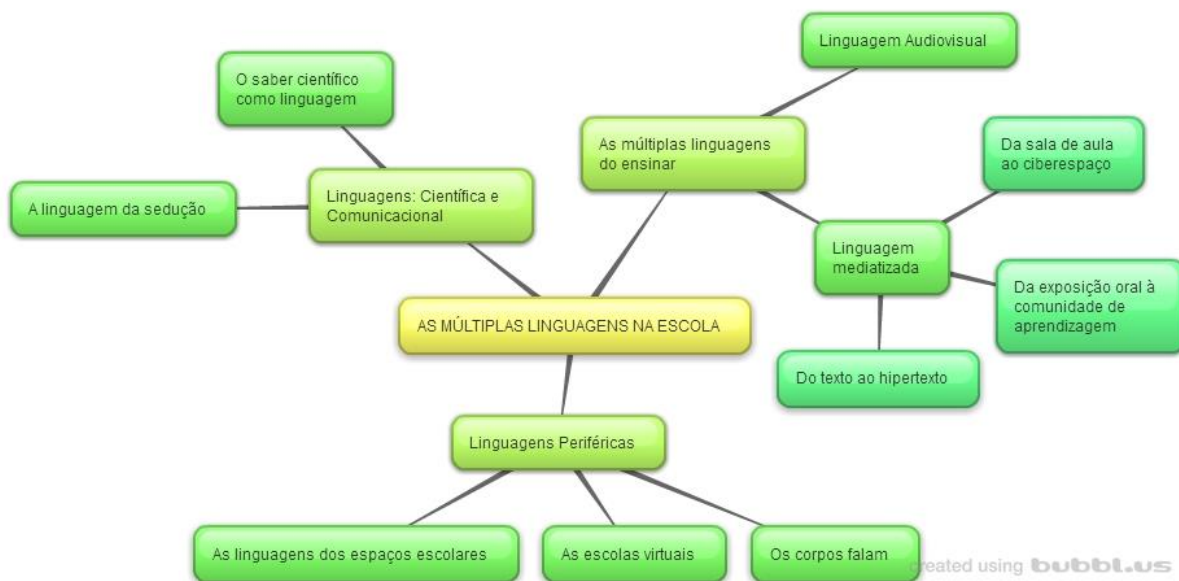 Linguagem Audiovisual
O saber científico
como linguagem
As múltiplas linguagens
do ensinar
Da sala de aula
ao ciberespaço
A linguagem da sedução
Linguagens: Científica e
Comunicacional
Linguagem
mediatizada
Da exposição oral à
comunidade de
aprendizagem
AS MÚLTIPLAS LINGUAGENS NA ESCOLA
Do texto ao hipertexto
Linguagens Periféricas
As linguagens dos espaços escolares
As escolas virtuais
Os corpos falam
created using bubbl.us